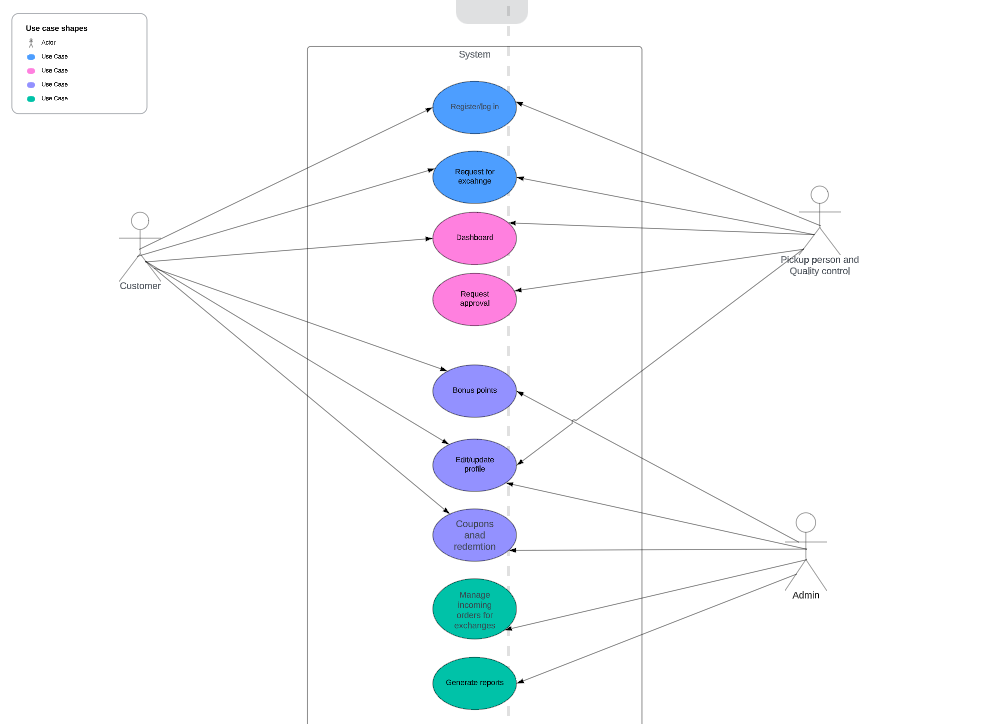 Use case shapes
Actor
Use Case
Use Case
Use Case
Use Case
System
Register/log in
Request for
excahnge
Dashboard
Request
approval
Bonus points
Edit/update
profile
Coupons
anad
redemtion
Manage
incoming
orders for
exchanges
Generate reports
Customer
Pickup person and
Quality control
Admin